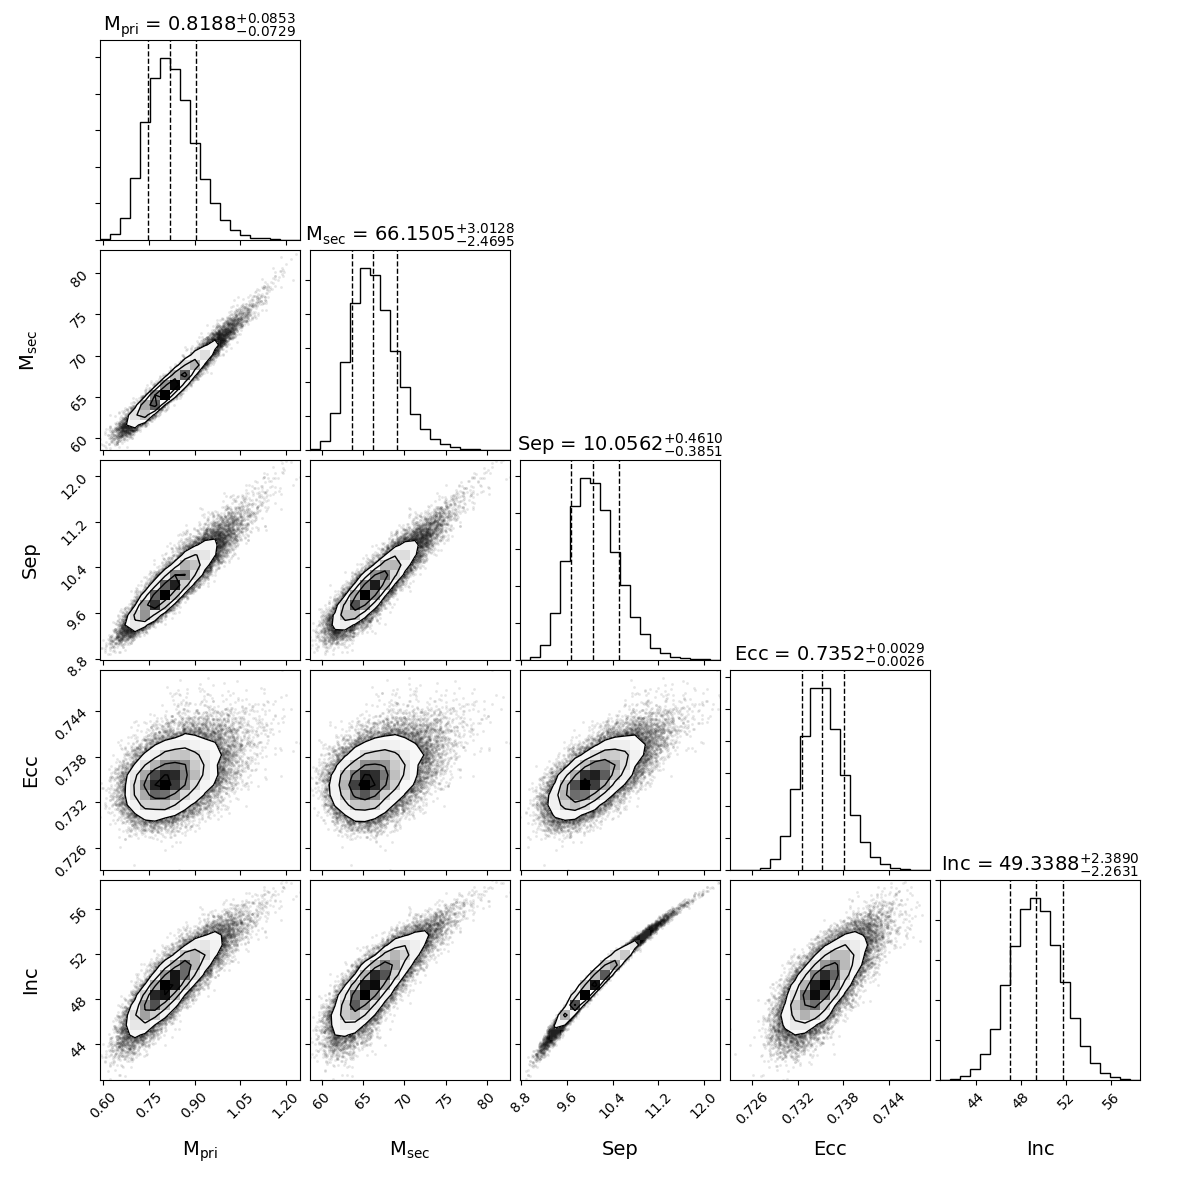 M_pri = 0.8188 +0.0853 −0.0729
M_sec = 66.1505 +3.0128 −2.4695
80
75
70
65
60
M_sec
Sep = 10.0562 +0.4610 −0.3851
12.0
11.2
10.4
9.6
8.8
Sep
Ecc = 0.7352 +0.0029 −0.0026
0.744
0.738
0.732
0.726
Ecc
Inc = 49.3388 +2.3890 −2.2631
56
52
48
44
Inc
0.60 0.75 0.90 1.05 1.20
60 65 70 75 80
8.8 9.6 10.4 11.2 12.0
0.726 0.732 0.738 0.744
44 48 52 56
M_pri M_sec Sep Ecc Inc